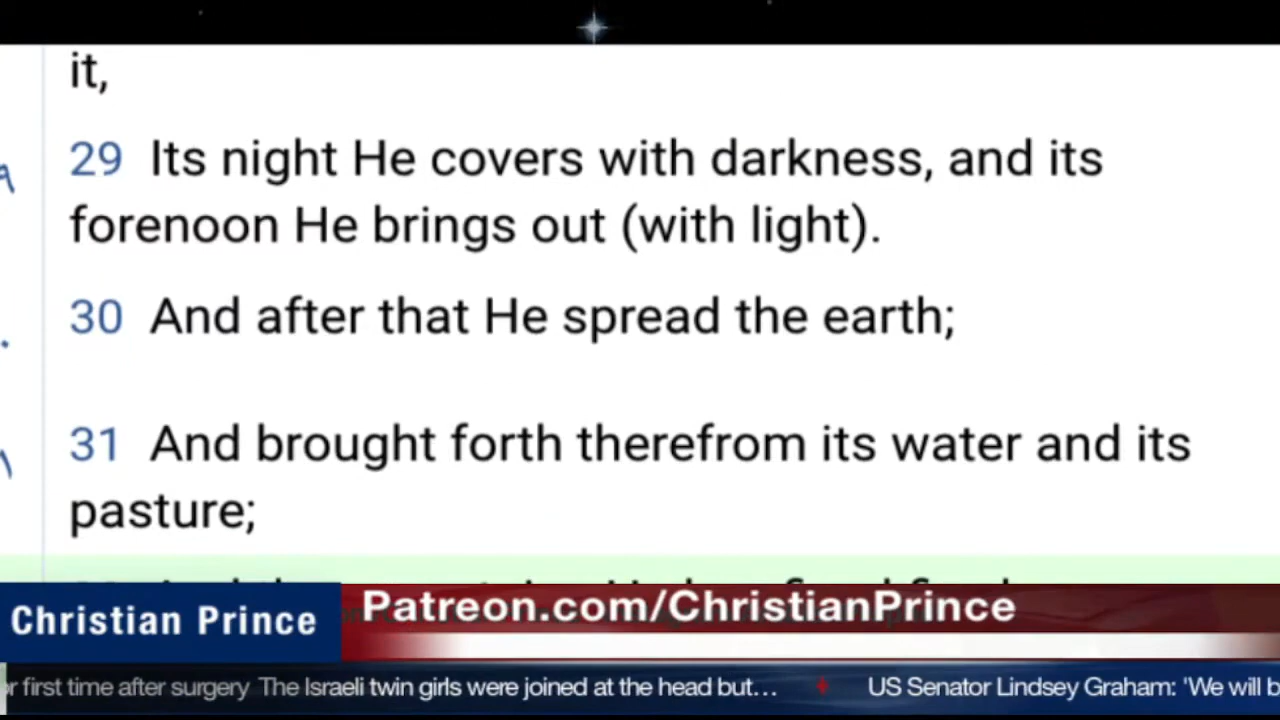 it,
29 Its night He covers with darkness, and its
forenoon He brings out (with light).
30 And after that He spread the earth;
31 And brought forth therefrom its water and its
pasture;
Christian Prince
Patreon.com/ChristianPrince
first time after surgery The Israeli twin girls were joined at the head but... US Senator Lindsey Graham: 'We will